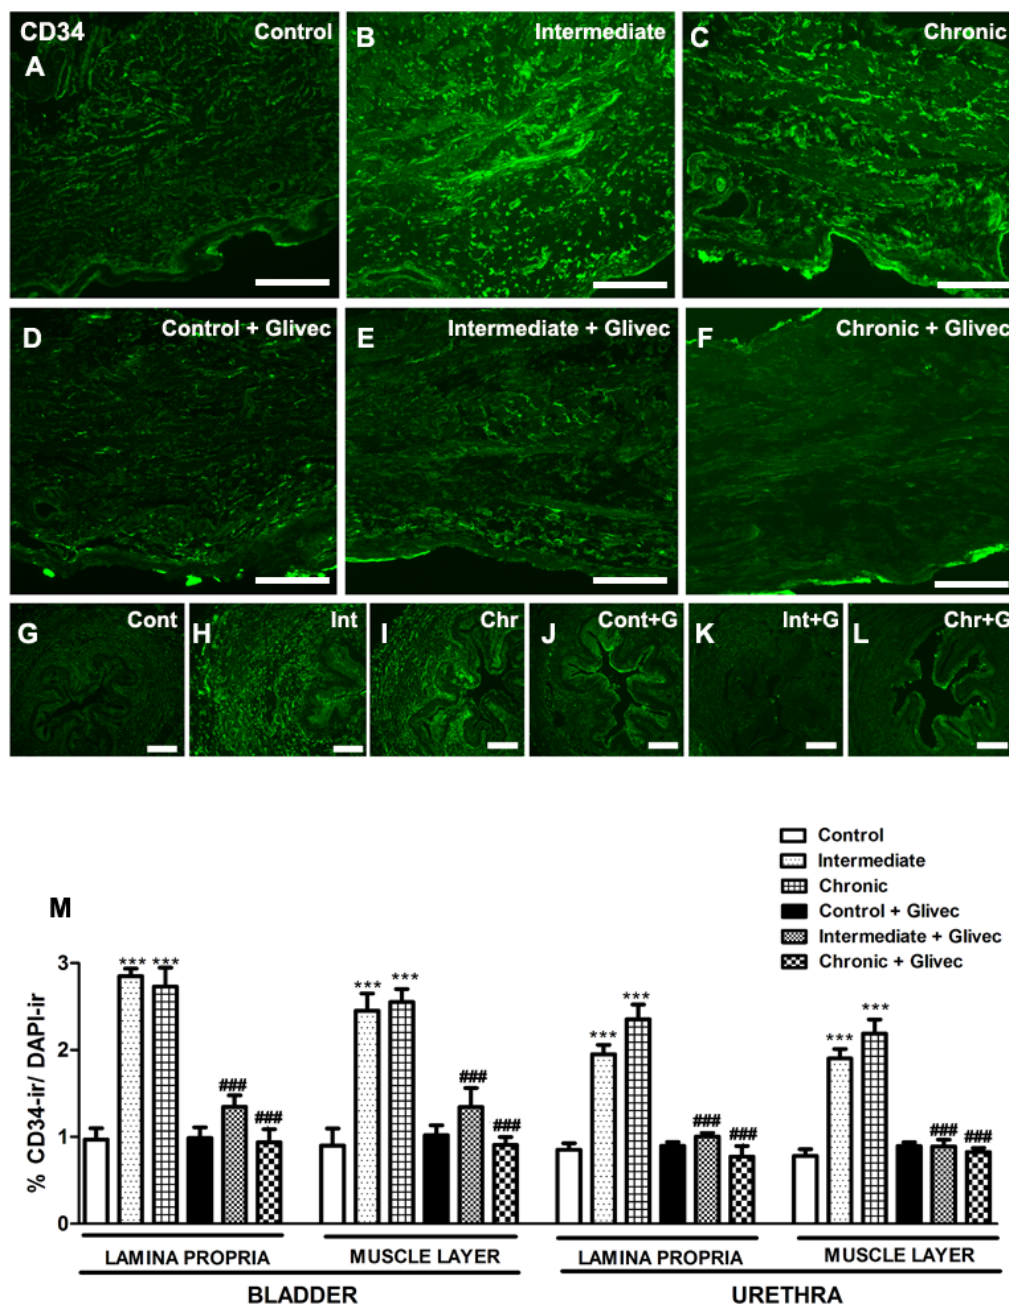 CD34 Control
A
B Intermediate
C Chronic
D Control + Glivec
E Intermediate + Glivec
F Chronic + Glivec
G Cont
H Int
I Chr
J Cont+G
K Int+G
L Chr+G
Control
Intermediate
Chronic
Control + Glivec
Intermediate + Glivec
Chronic + Glivec
M
% CD34-ir/ DAPI-ir
3
2
1
0
*** ***
### ###
*** ***
### ###
*** ***
### ###
*** ***
### ###
LAMINA PROPRIA MUSCLE LAYER LAMINA PROPRIA MUSCLE LAYER
BLADDER URETHRA